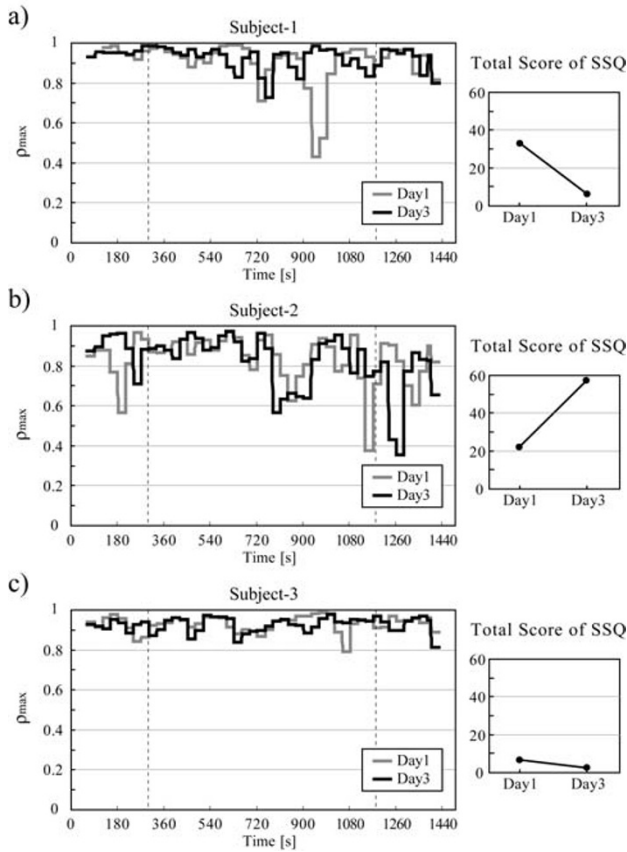 a)
Subject-1
1
0.8
0.6
0.4
0.2
0
ρmax
Day1
Day3
0 180 360 540 720 900 1080 1260 1440
Time [s]
Total Score of SSQ
60
40
20
0
Day1 Day3
b)
Subject-2
1
0.8
0.6
0.4
0.2
0
ρmax
Day1
Day3
0 180 360 540 720 900 1080 1260 1440
Time [s]
Total Score of SSQ
60
40
20
0
Day1 Day3
c)
Subject-3
1
0.8
0.6
0.4
0.2
0
ρmax
Day1
Day3
0 180 360 540 720 900 1080 1260 1440
Time [s]
Total Score of SSQ
60
40
20
0
Day1 Day3